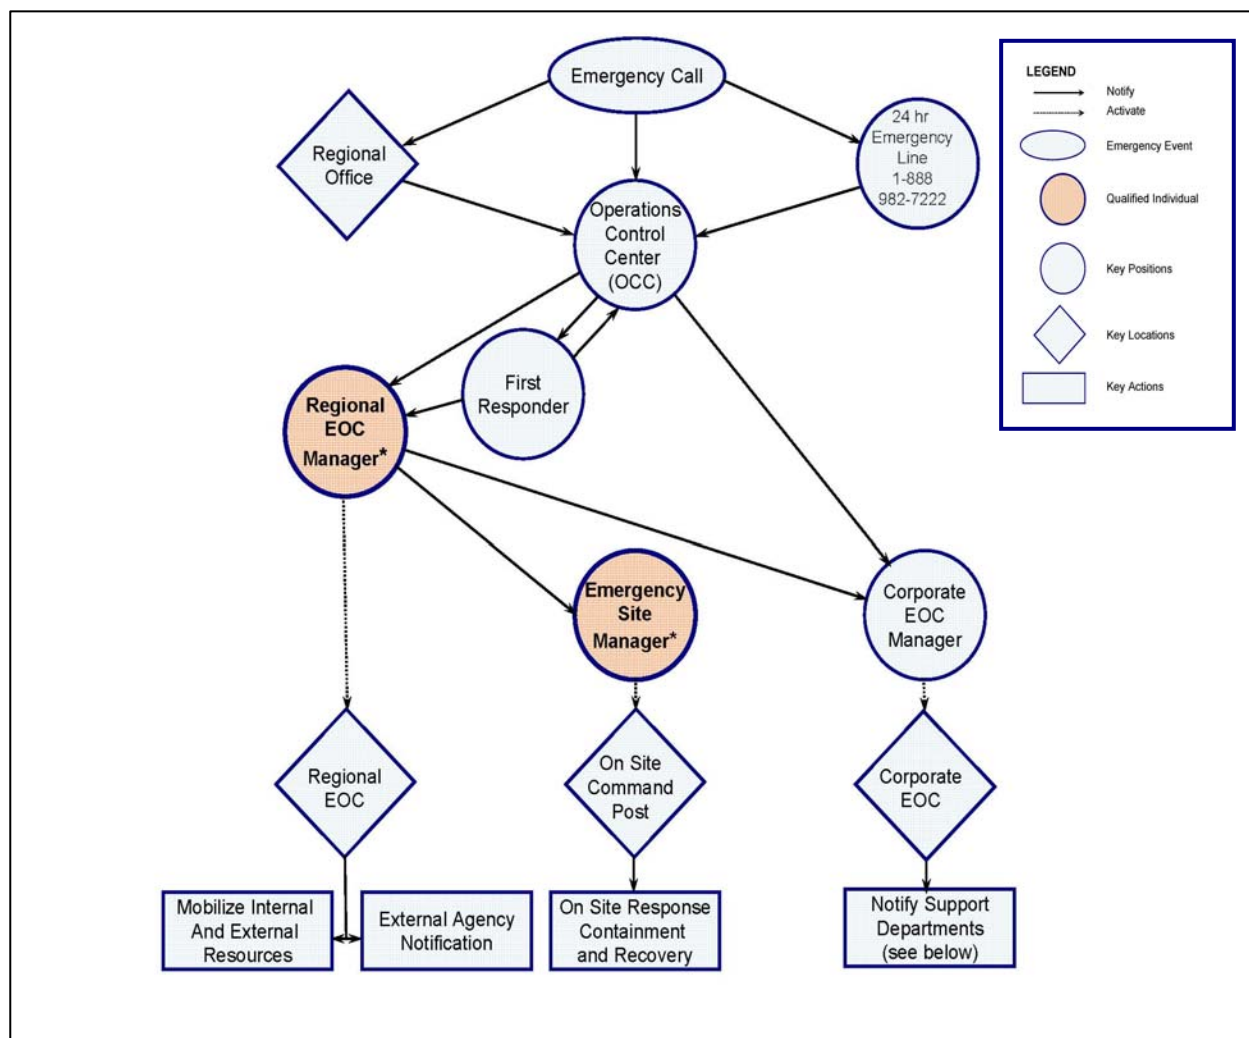 Emergency Call
LEGEND
Notify
Activate
Emergency Event
Qualified Individual
Key Positions
Key Locations
Key Actions
Regional
Office
24 hr
Emergency
Line
1-888
982-7222
Operations
Control
Center
(OCC)
First
Responder
Regional
EOC
Manager*
Emergency
Site
Manager*
Corporate
EOC
Manager
Regional
EOC
On Site
Command
Post
Corporate
EOC
Mobilize Internal
And External
Resources
External Agency
Notification
On Site Response
Containment
and Recovery
Notify Support
Departments
(see below)